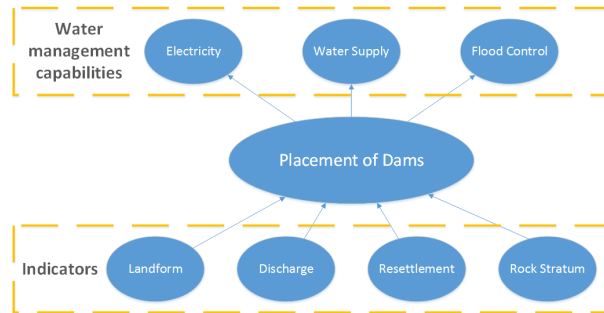 Water
management
capabilities
Electricity
Water Supply
Flood Control
Placement of Dams
Indicators
Landform
Discharge
Resettlement
Rock Stratum